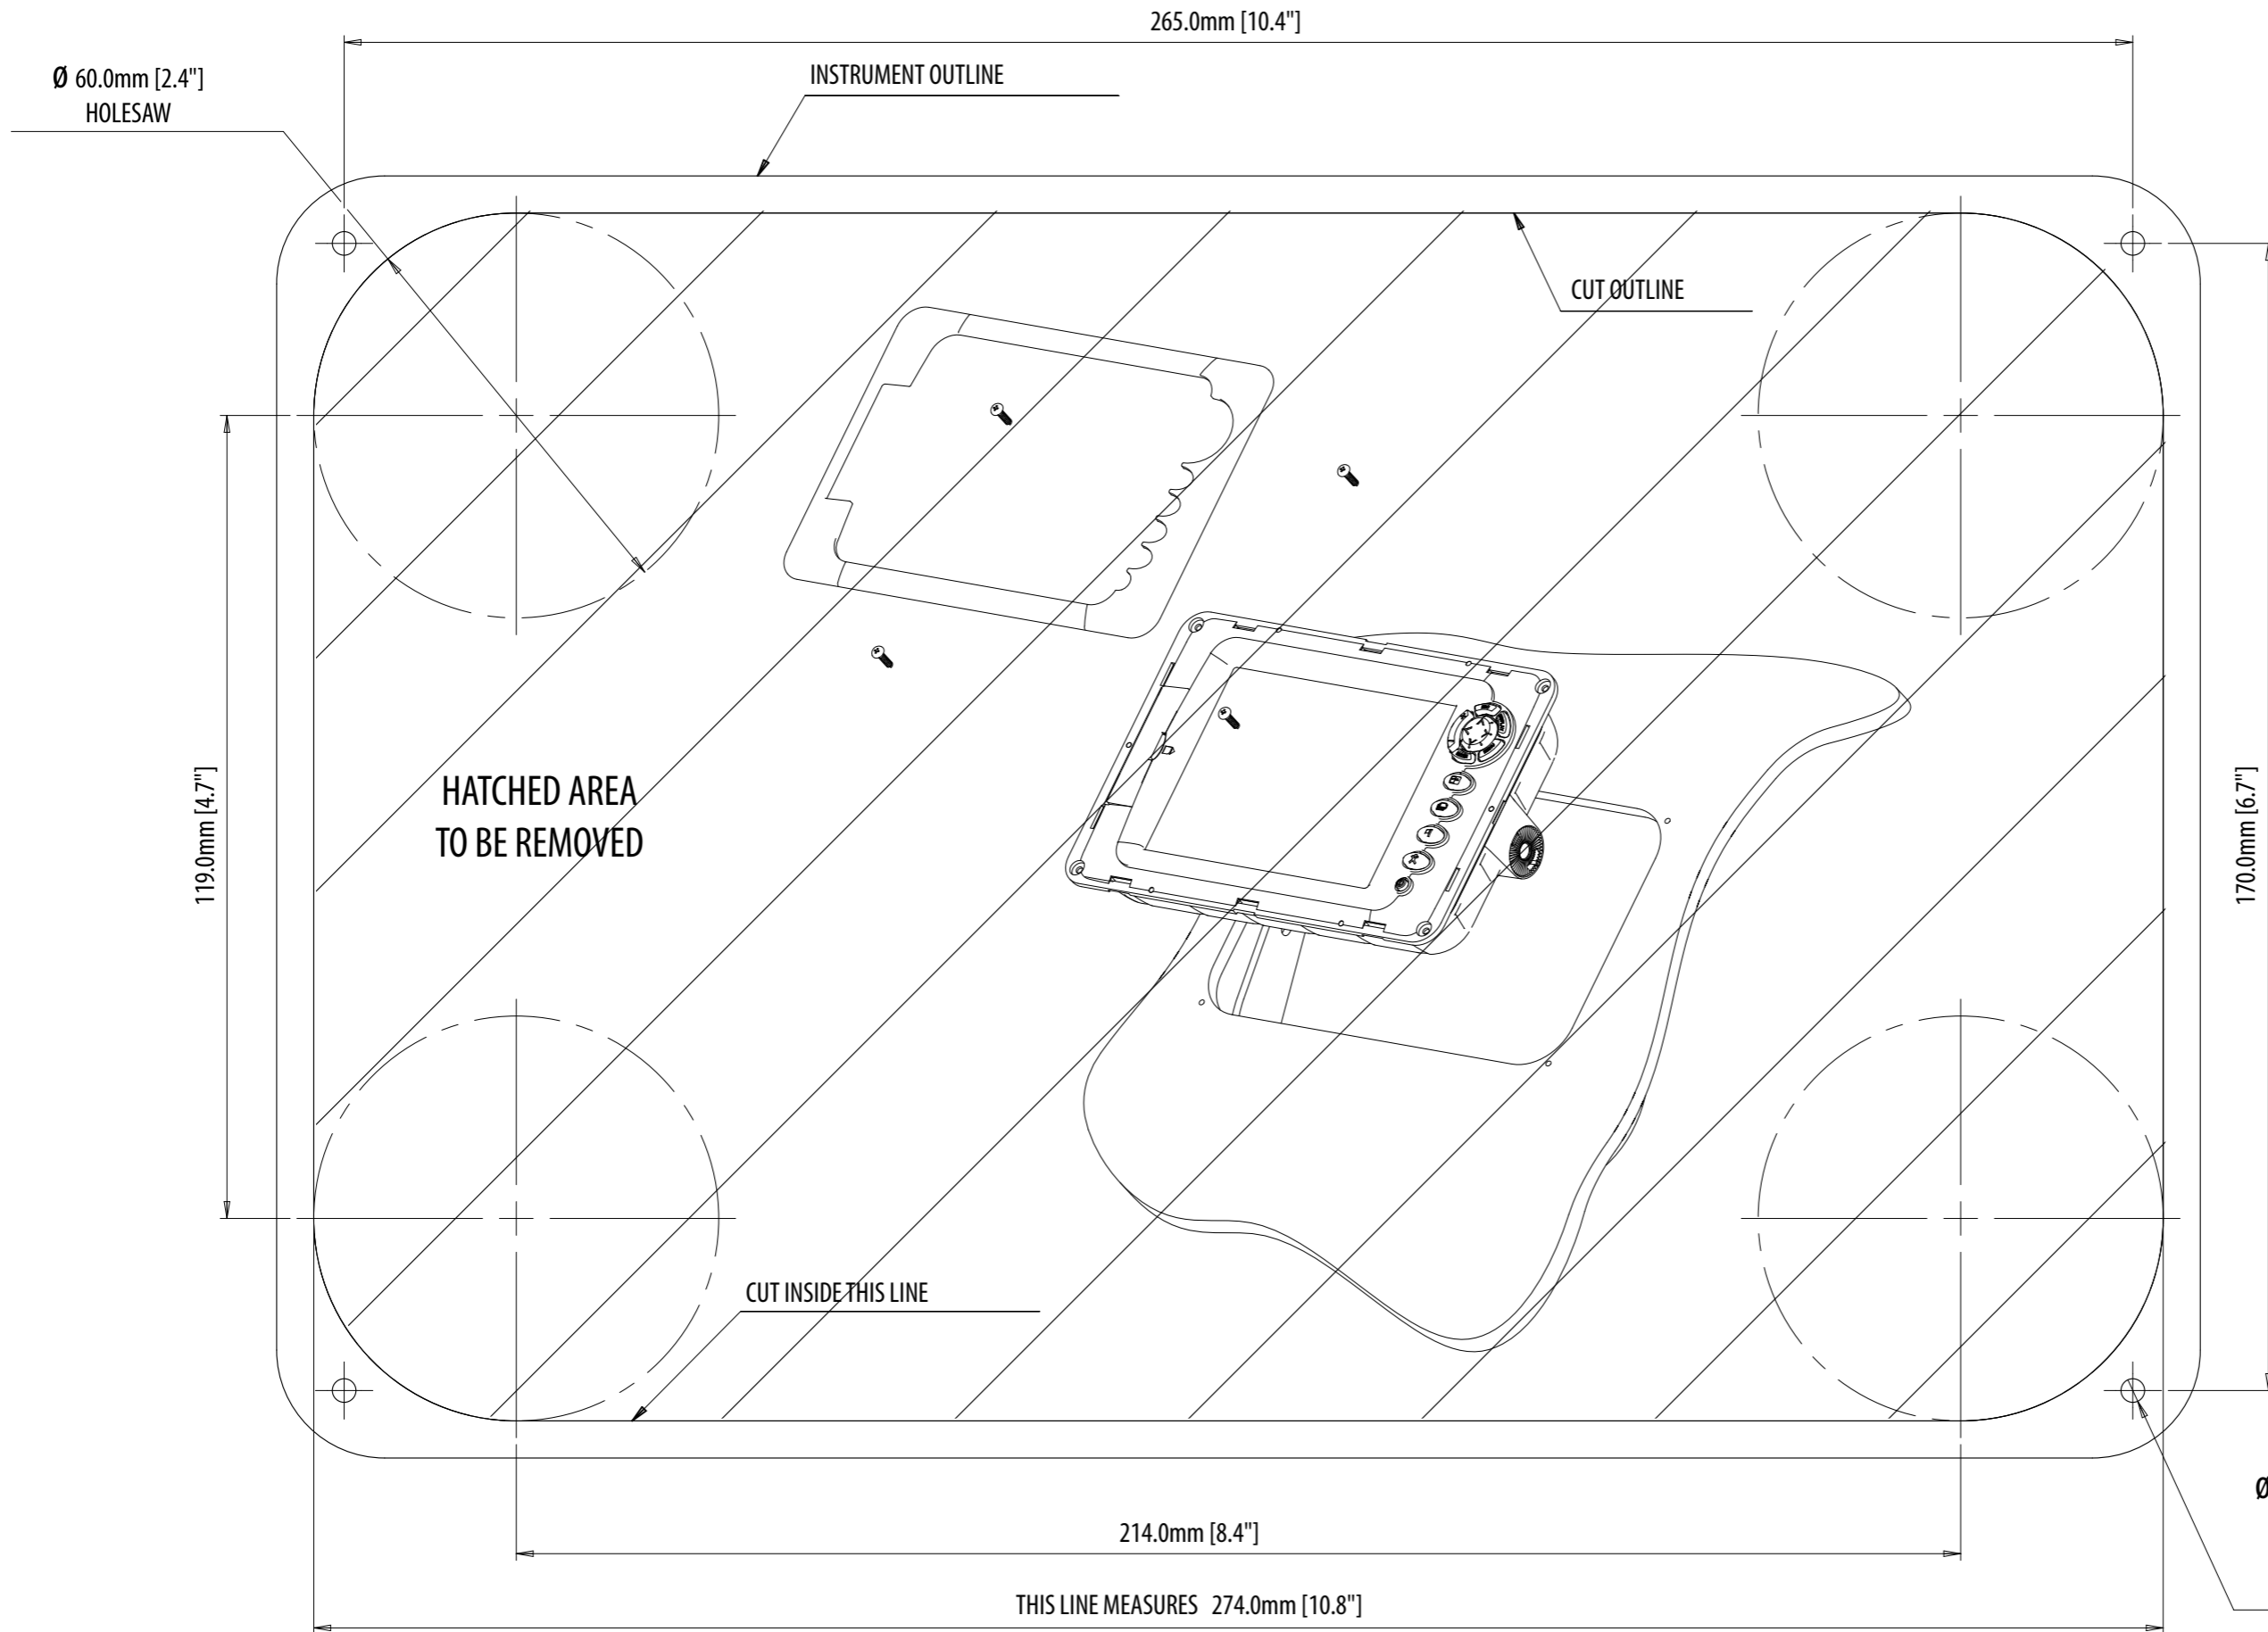 265.0mm [10.4"]
INSTRUMENT OUTLINE
Ø 60.0mm [2.4"]
HOLESAW
CUT OUTLINE
HATCHED AREA
TO BE REMOVED
119.0mm [4.7"]
170.0mm [6.7"]
CUT INSIDE THIS LINE
Ø
214.0mm [8.4"]
THIS LINE MEASURES 274.0mm [10.8"]